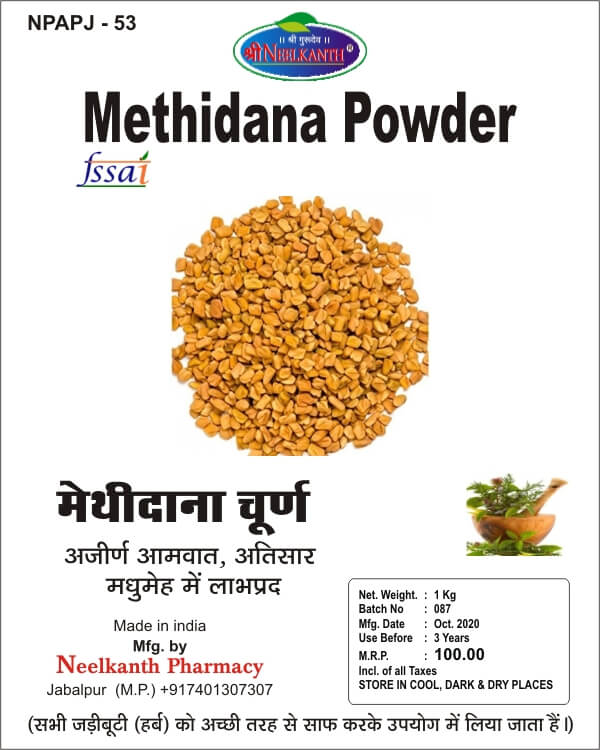 NPAPJ - 53
।। श्री गुरूदेव ।।
श्री NEELKANTH ®
Methidana Powder
fssai
मेथीदाना चूर्ण
अजीर्ण आमवात, अतिसार
मधुमेह में लाभप्रद
Made in india
Mfg. by
Neelkanth Pharmacy
Jabalpur (M.P.) +917401307307
Net. Weight. : 1 Kg
Batch No : 087
Mfg. Date : Oct. 2020
Use Before : 3 Years
M.R.P. : 100.00
Incl. of all Taxes
STORE IN COOL, DARK & DRY PLACES
(सभी जड़ीबूटी (हर्ब) को अच्छी तरह से साफ करके उपयोग में लिया जाता हैं।)